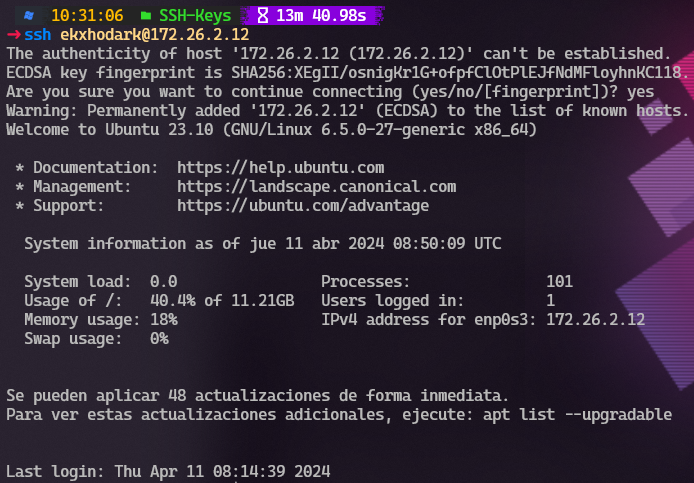 10:31:06 SSH-Keys 13m 40.98s
→ssh ekxhodark@172.26.2.12
The authenticity of host '172.26.2.12 (172.26.2.12)' can't be established.
ECDSA key fingerprint is SHA256:XEgII/osnigKr1G+ofpfClOtPlEJfNdMFloyhnKC118.
Are you sure you want to continue connecting (yes/no/[fingerprint])? yes
Warning: Permanently added '172.26.2.12' (ECDSA) to the list of known hosts.
Welcome to Ubuntu 23.10 (GNU/Linux 6.5.0-27-generic x86_64)
* Documentation: https://help.ubuntu.com
* Management: https://landscape.canonical.com
* Support: https://ubuntu.com/advantage
System information as of jue 11 abr 2024 08:50:09 UTC
System load: 0.0 Processes: 101
Usage of /: 40.4% of 11.21GB Users logged in: 1
Memory usage: 18% IPv4 address for enp0s3: 172.26.2.12
Swap usage: 0%
Se pueden aplicar 48 actualizaciones de forma inmediata.
Para ver estas actualizaciones adicionales, ejecute: apt list --upgradable
Last login: Thu Apr 11 08:14:39 2024